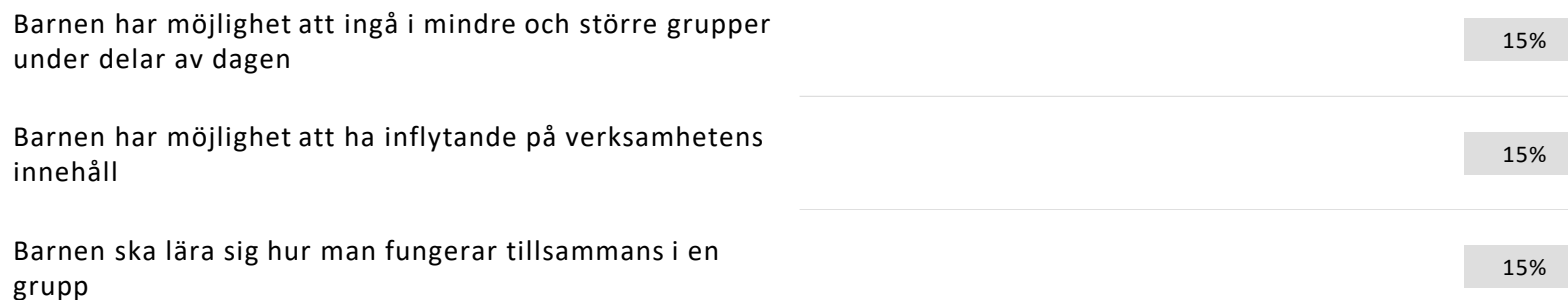 Barnen har möjlighet att ingå i mindre och större grupper
under delar av dagen
15%
Barnen har möjlighet att ha inflytande på verksamhetens
innehåll
15%
Barnen ska lära sig hur man fungerar tillsammans i en
grupp
15%